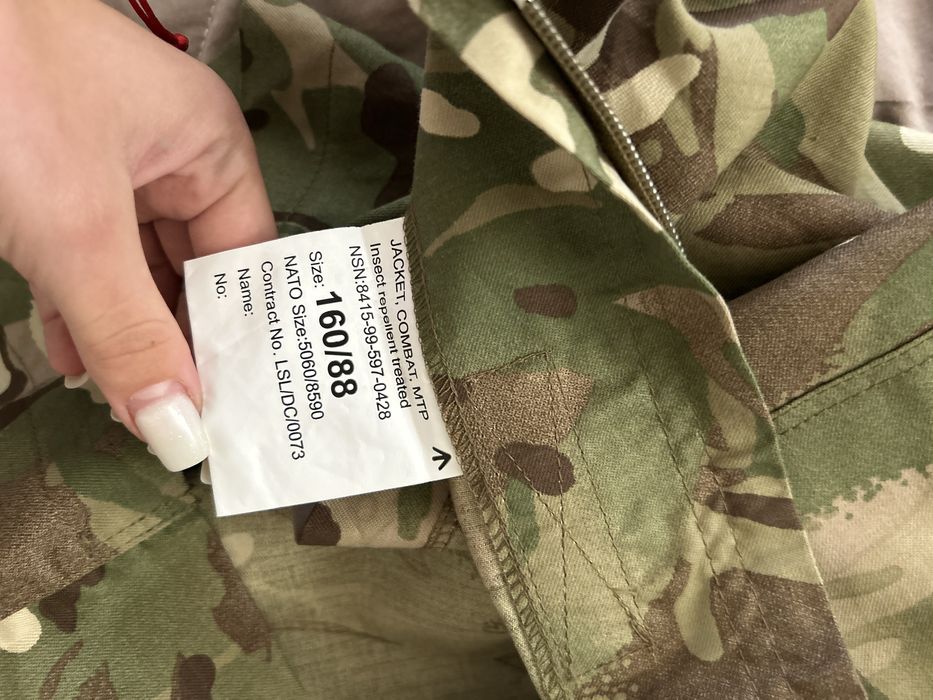 JACKET, COMBAT, MTP
Insect repellent treated
NSN:8415-99-597-0428
Size: 160/88
NATO Size:5060/8590
Contract No. LSL/DC/0073
Name:
No: